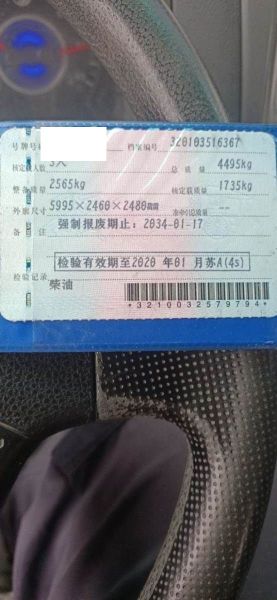 号牌号码 档案编号 320103516367
核定载人数 3人 总质量 4495kg
整备质量 2565kg 核定载质量 1735kg
外廓尺寸 5995×2460×2480mm 准牵引总质量 --
备注 强制报废期止：2034-01-17
检验有效期至2020年01月苏A(4s)
检验记录
柴油
*3210032579794*